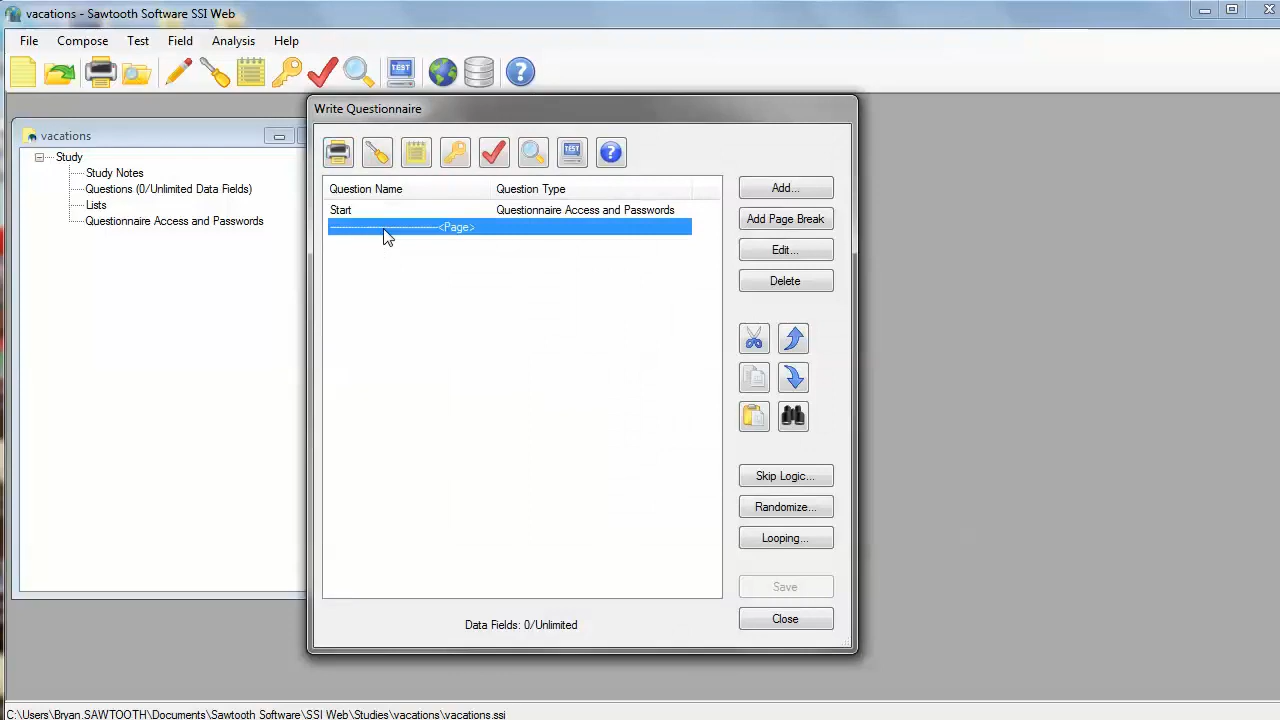 vacations - Sawtooth Software SSI Web
File Compose Test Field Analysis Help
TEST
Write Questionnaire
vacations
TEST
Study
Study Notes
Questions (0/Unlimited Data Fields)
Lists
Questionnaire Access and Passwords
Question Name Question Type
Start Questionnaire Access and Passwords
<Page>
Add...
Add Page Break
Edit...
Delete
Skip Logic...
Randomize...
Looping...
Save
Close
Data Fields: 0/Unlimited
C:\Users\Bryan.SAWTOOTH\Documents\Sawtooth Software\SSI Web\Studies\vacations\vacations.ssi